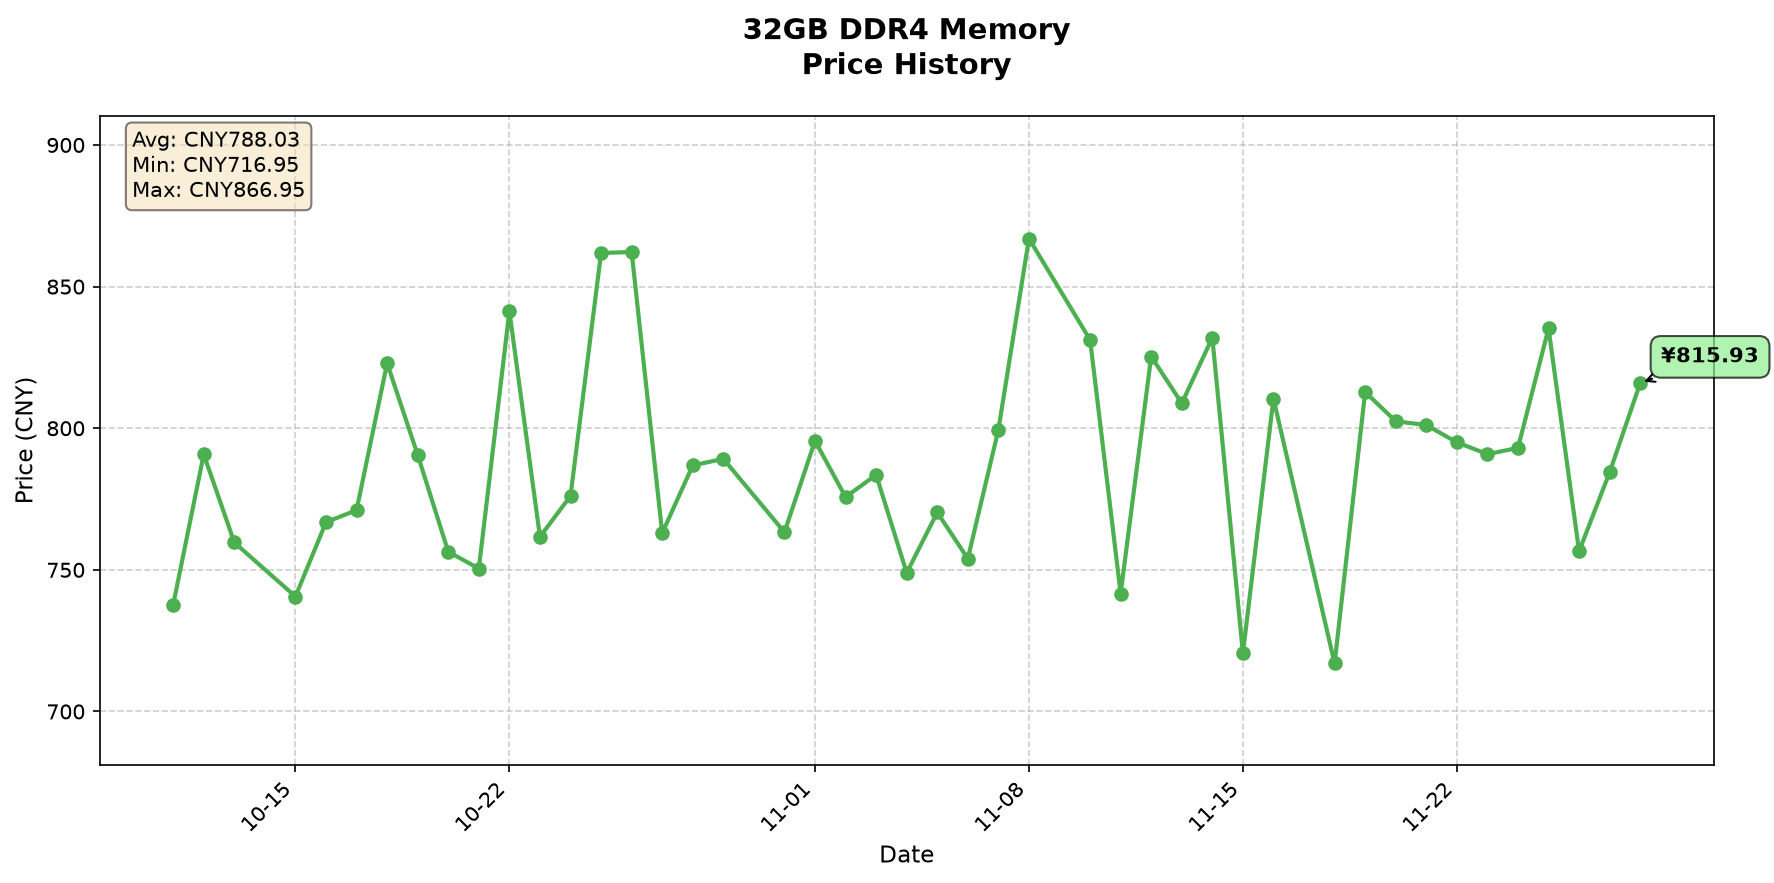 32GB DDR4 Memory
Price History
Avg: CNY788.03
Min: CNY716.95
Max: CNY866.95
900
850
800
750
700
Price (CNY)
¥815.93
10-15
10-22
11-01
11-08
11-15
11-22
Date